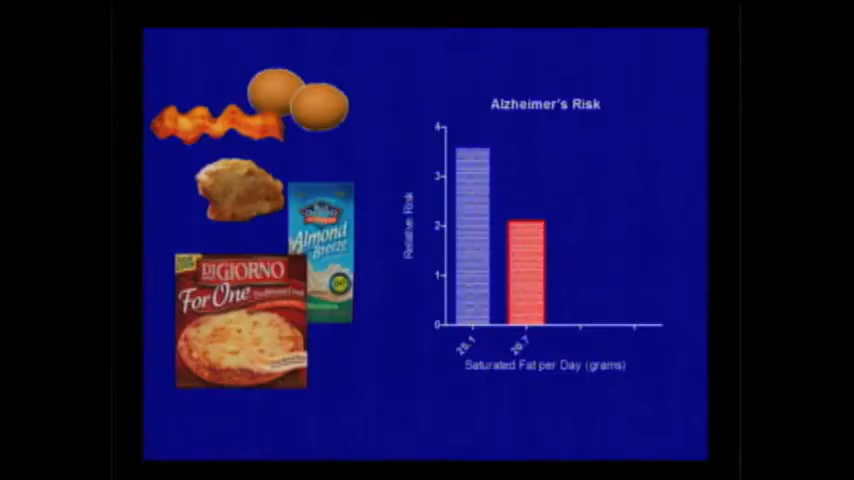 Alzheimer's Risk
4
3
2
1
0
Relative Risk
25.1
20.7
Saturated Fat per Day (grams)
Almond
Breeze
DIGIORNO
For One